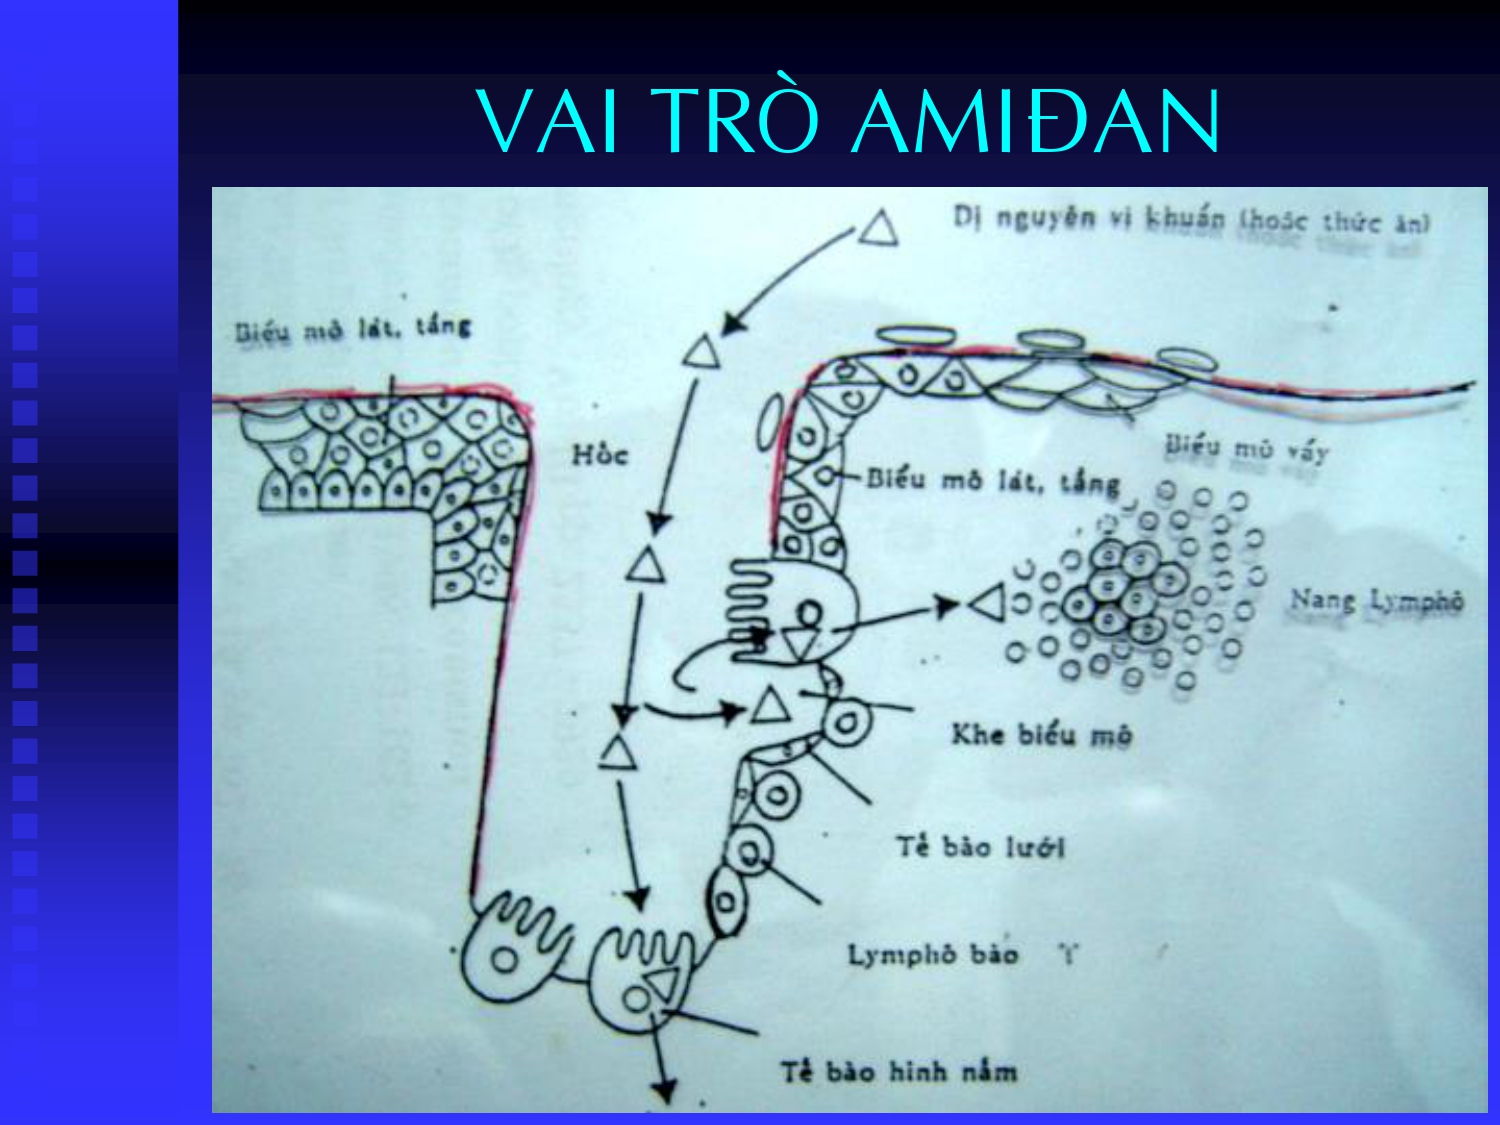 VAI TRÒ AMIĐAN
Dị nguyên vi khuẩn (hoăc thức ăn)
Biểu mô lát, tầng
Hốc
Biểu mô vẩy
Biểu mô lát, tầng
Nang Lymphô
Khe biểu mô
Tế bào lưới
Lymphô bào T
Tế bào hình nấm